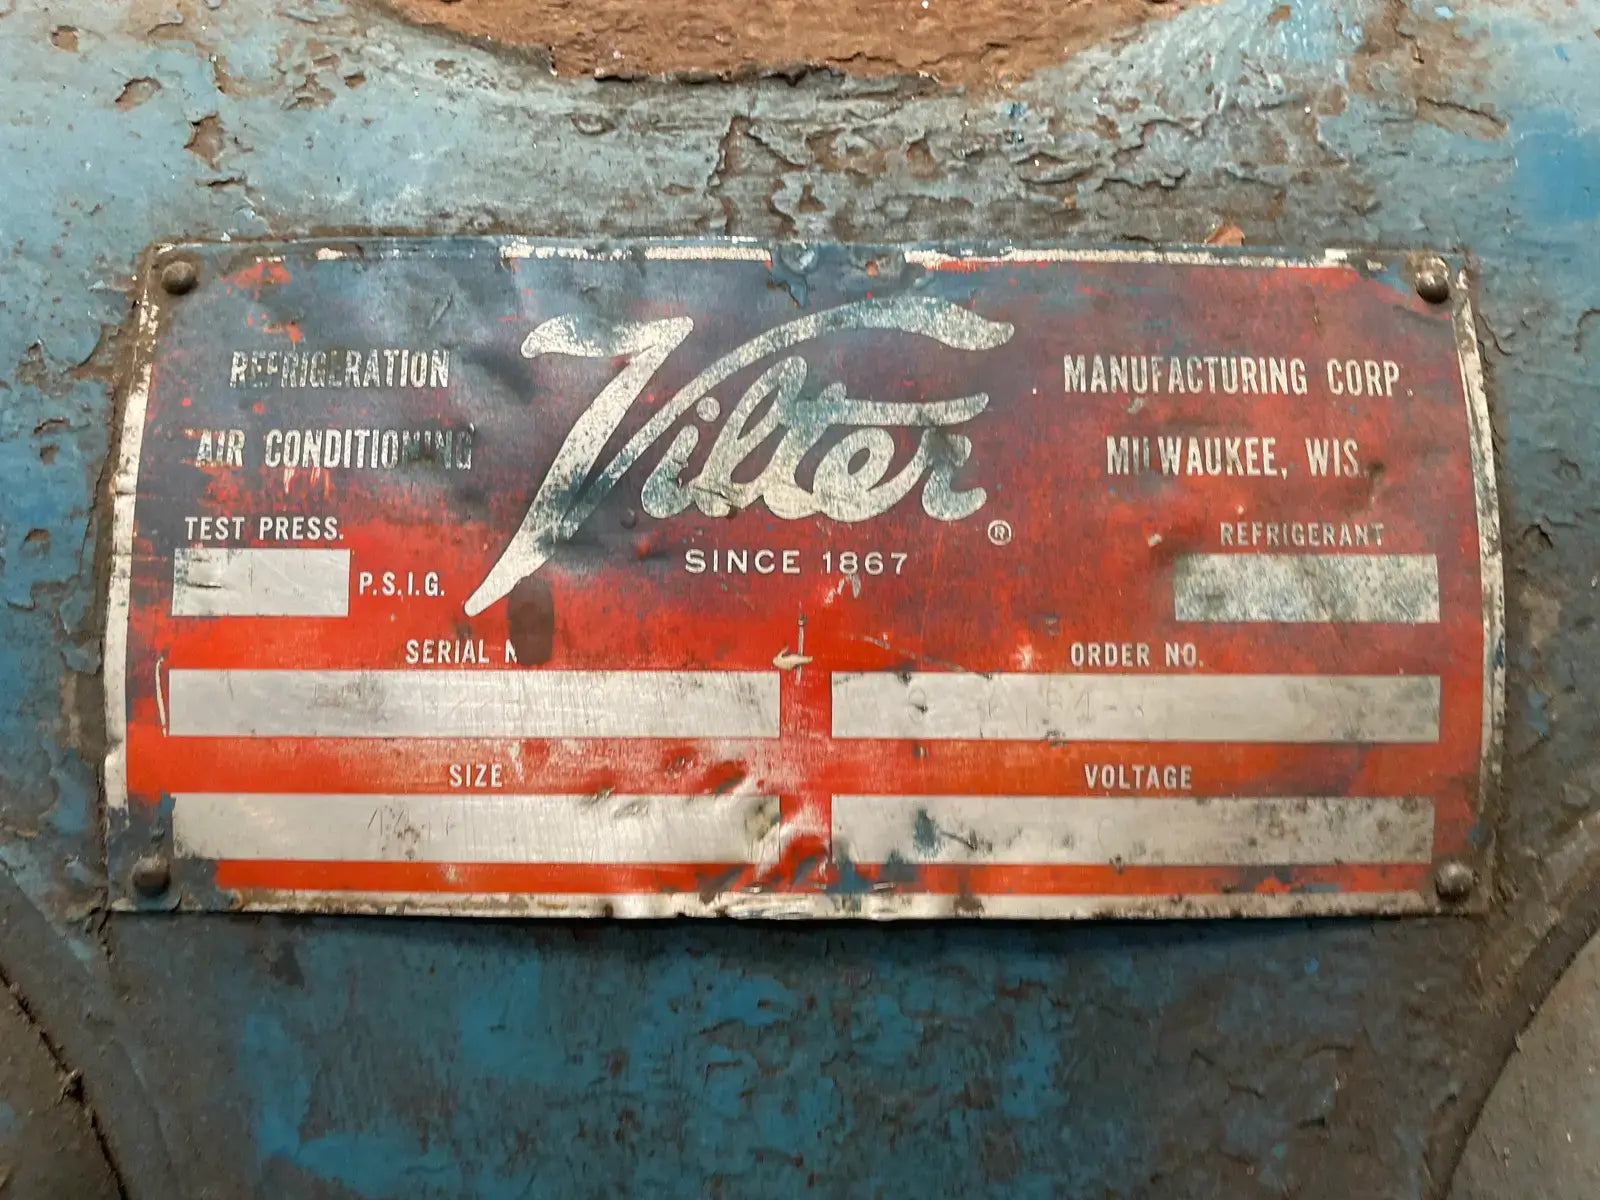 REFRIGERATION
AIR CONDITIONING
Vilter ®
SINCE 1867
MANUFACTURING CORP.
MILWAUKEE, WIS.
TEST PRESS.
P.S.I.G.
REFRIGERANT
SERIAL
ORDER NO.
SIZE
VOLTAGE